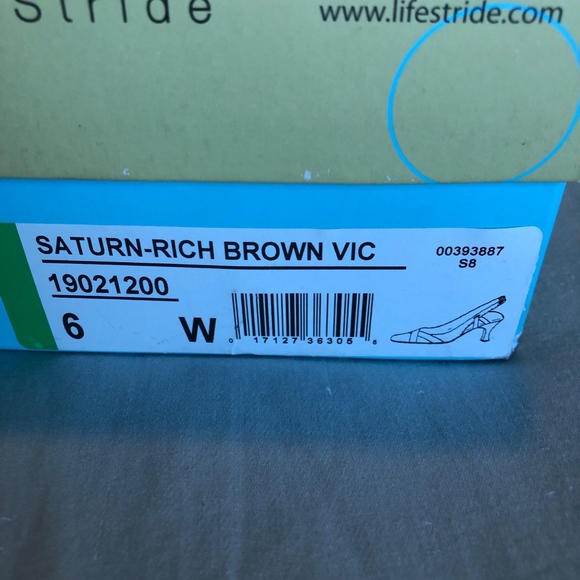 Stride
www.lifestride.com
SATURN-RICH BROWN VIC
00393887
S8
19021200
6 W
0 17127 36305 8